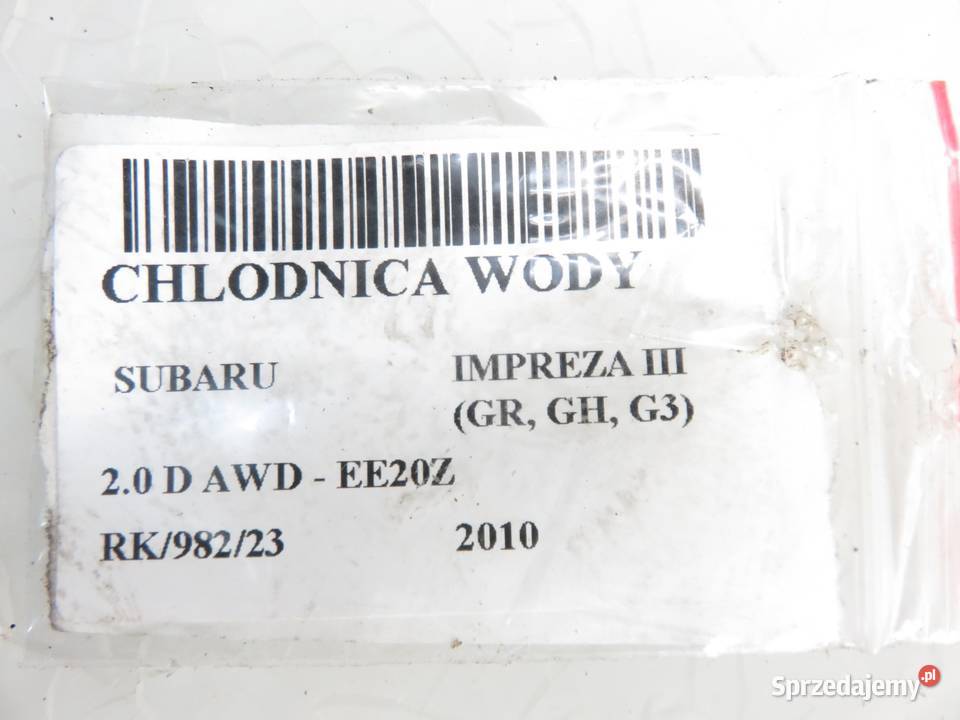 CHLODNICA WODY
SUBARU IMPREZA III
(GR, GH, G3)
2.0 D AWD - EE20Z
RK/982/23 2010
Sprzedajemy.pl